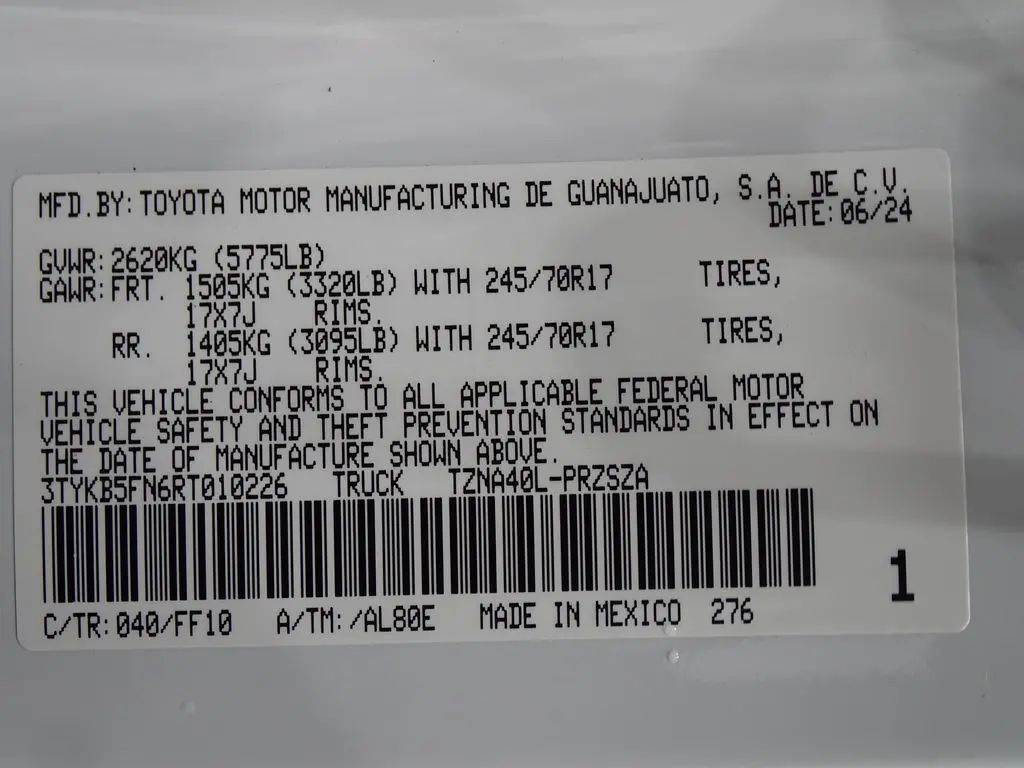 MFD.BY: TOYOTA MOTOR MANUFACTURING DE GUANAJUATO, S.A. DE C.V.
DATE: 06/24
GVWR: 2620KG (5775LB)
GAWR: FRT. 1505KG (3320LB) WITH 245/70R17 TIRES,
17X7J RIMS.
RR. 1405KG (3095LB) WITH 245/70R17 TIRES,
17X7J RIMS.
THIS VEHICLE CONFORMS TO ALL APPLICABLE FEDERAL MOTOR
VEHICLE SAFETY AND THEFT PREVENTION STANDARDS IN EFFECT ON
THE DATE OF MANUFACTURE SHOWN ABOVE.
3TYKB5FN6RT010226 TRUCK TZNA40L-PRZSZA
1
C/TR: 040/FF10 A/TM: /AL80E MADE IN MEXICO 276